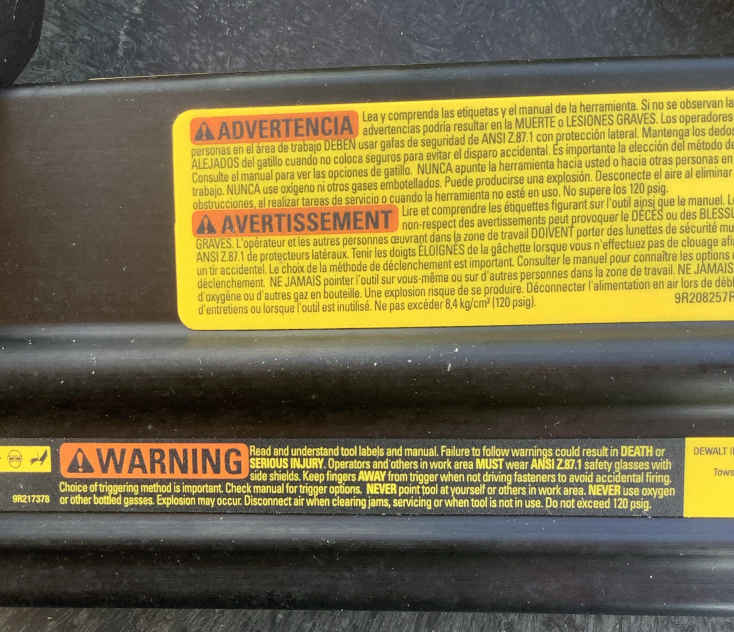 ADVERTENCIA Lea y comprenda las etiquetas y el manual de la herramienta. Si no se observan la
advertencias podría resultar en la MUERTE o LESIONES GRAVES. Los operadores
personas en el área de trabajo DEBEN usar gafas de seguridad de ANSI Z.87.1 con protección lateral. Mantenga los dedos
ALEJADOS del gatillo cuando no coloca seguros para evitar el disparo accidental. Es importante la elección del método de
Consulte el manual para ver las opciones de gatillo. NUNCA apunte la herramienta hacia usted o hacia otras personas en
trabajo. NUNCA use oxígeno ni otros gases embotellados. Puede producirse una explosión. Desconecte el aire al eliminar
obstrucciones, al realizar tareas de servicio o cuando la herramienta no esté en uso. No supere los 120 psig.
AVERTISSEMENT Lire et comprendre les étiquettes figurant sur l'outil ainsi que le manuel. L
non-respect des avertissements peut provoquer le DÉCÈS ou des BLESSU
GRAVES. L'opérateur et les autres personnes œuvrant dans la zone de travail DOIVENT porter des lunettes de sécurité mu
ANSI Z.87.1 de protecteurs latéraux. Tenir les doigts ÉLOIGNÉS de la gâchette lorsque vous n'effectuez pas de clouage afi
un tir accidentel. Le choix de la méthode de déclenchement est important. Consulter le manuel pour connaître les options
déclenchement. NE JAMAIS pointer l'outil sur vous-même ou sur d'autres personnes dans la zone de travail. NE JAMAIS
d'oxygène ou d'autres gaz en bouteille. Une explosion risque de se produire. Déconnecter l'alimentation en air lors de débl
d'entretiens ou lorsque l'outil est inutilisé. Ne pas excéder 8,4 kg/cm² (120 psig). 9R208257R
WARNING Read and understand tool labels and manual. Failure to follow warnings could result in DEATH or
SERIOUS INJURY. Operators and others in work area MUST wear ANSI Z.87.1 safety glasses with
side shields. Keep fingers AWAY from trigger when not driving fasteners to avoid accidental firing.
Choice of triggering method is important. Check manual for trigger options. NEVER point tool at yourself or others in work area. NEVER use oxygen
or other bottled gasses. Explosion may occur. Disconnect air when clearing jams, servicing or when tool is not in use. Do not exceed 120 psig.
9R217378
DEWALT I
Tows